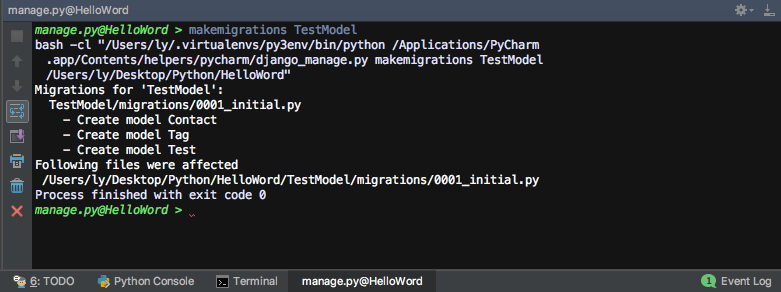 manage.py@HelloWord
manage.py@HelloWord > makemigrations TestModel
bash -cl "/Users/ly/.virtualenvs/py3env/bin/python /Applications/PyCharm
.app/Contents/helpers/pycharm/django_manage.py makemigrations TestModel
/Users/ly/Desktop/Python/HelloWord"
Migrations for 'TestModel':
TestModel/migrations/0001_initial.py
- Create model Contact
- Create model Tag
- Create model Test
Following files were affected
/Users/ly/Desktop/Python/HelloWord/TestModel/migrations/0001_initial.py
Process finished with exit code 0
manage.py@HelloWord >
6: TODO Python Console Terminal manage.py@HelloWord 1 Event Log